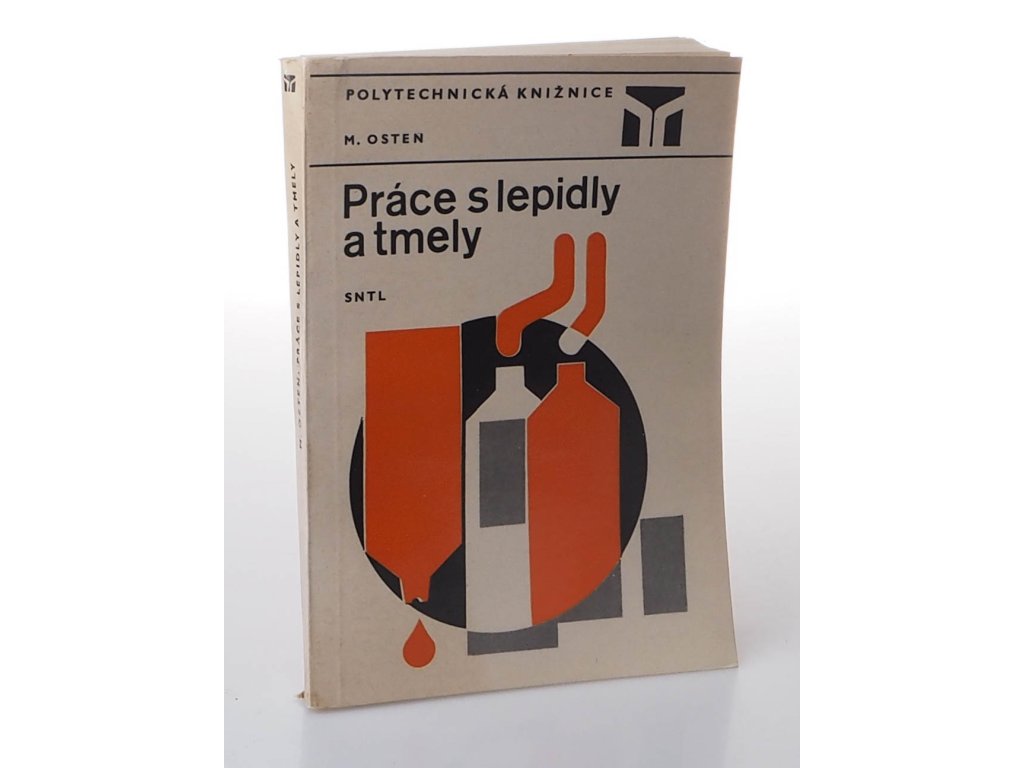 POLYTECHNICKÁ KNIŽNICE
M. OSTEN
Práce s lepidly
a tmely
SNTL
M. OSTEN: PRÁCE S LEPIDLY A TMELY